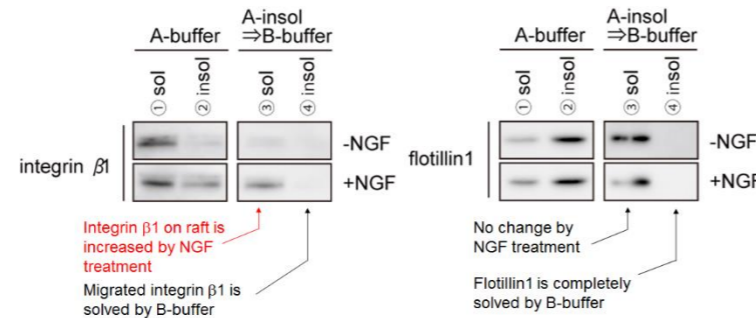 A-buffer
A-insol
⇒B-buffer
① sol
② insol
③ sol
④ insol
integrin β1
-NGF
+NGF
Integrin β1 on raft is
increased by NGF
treatment
Migrated integrin β1 is
solved by B-buffer
A-buffer
A-insol
⇒B-buffer
① sol
② insol
③ sol
④ insol
flotillin1
-NGF
+NGF
No change by
NGF treatment
Flotillin1 is completely
solved by B-buffer